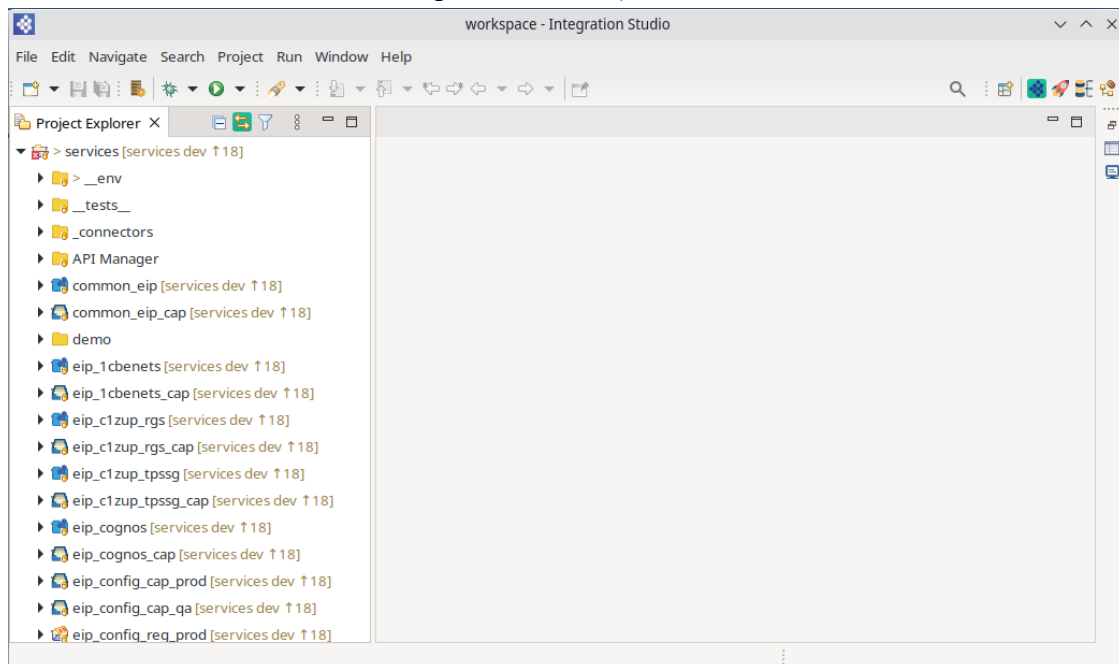 workspace - Integration Studio
File Edit Navigate Search Project Run Window Help
Project Explorer
> services [services dev ↑18]
> __env
__tests__
_connectors
API Manager
common_eip [services dev ↑18]
common_eip_cap [services dev ↑18]
demo
eip_1cbenets [services dev ↑18]
eip_1cbenets_cap [services dev ↑18]
eip_c1zup_rgs [services dev ↑18]
eip_c1zup_rgs_cap [services dev ↑18]
eip_c1zup_tpssg [services dev ↑18]
eip_c1zup_tpssg_cap [services dev ↑18]
eip_cognos [services dev ↑18]
eip_cognos_cap [services dev ↑18]
eip_config_cap_prod [services dev ↑18]
eip_config_cap_qa [services dev ↑18]
eip_config_reg_prod [services dev ↑18]